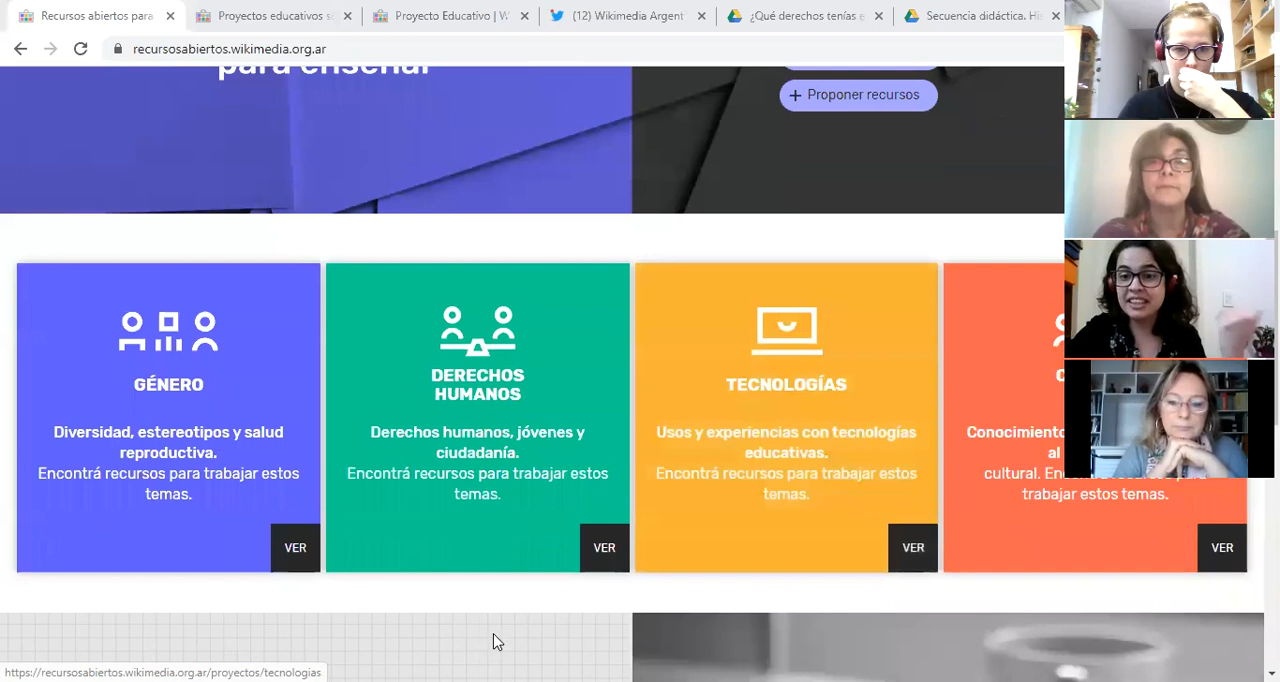 Recursos abiertos para
Proyectos educativos
Proyecto Educativo | W
(12) Wikimedia Argent
¿Qué derechos tenías e
Secuencia didáctica. His
recursosabiertos.wikimedia.org.ar
para enseñar
+ Proponer recursos
GÉNERO
Diversidad, estereotipos y salud
reproductiva.
Encontrá recursos para trabajar estos
temas.
VER
DERECHOS
HUMANOS
Derechos humanos, jóvenes y
ciudadanía.
Encontrá recursos para trabajar estos
temas.
VER
TECNOLOGÍAS
Usos y experiencias con tecnologías
educativas.
Encontrá recursos para trabajar estos
temas.
VER
Conocimiento
al
cultural.
trabajar estos temas.
VER
https://recursosabiertos.wikimedia.org.ar/proyectos/tecnologias